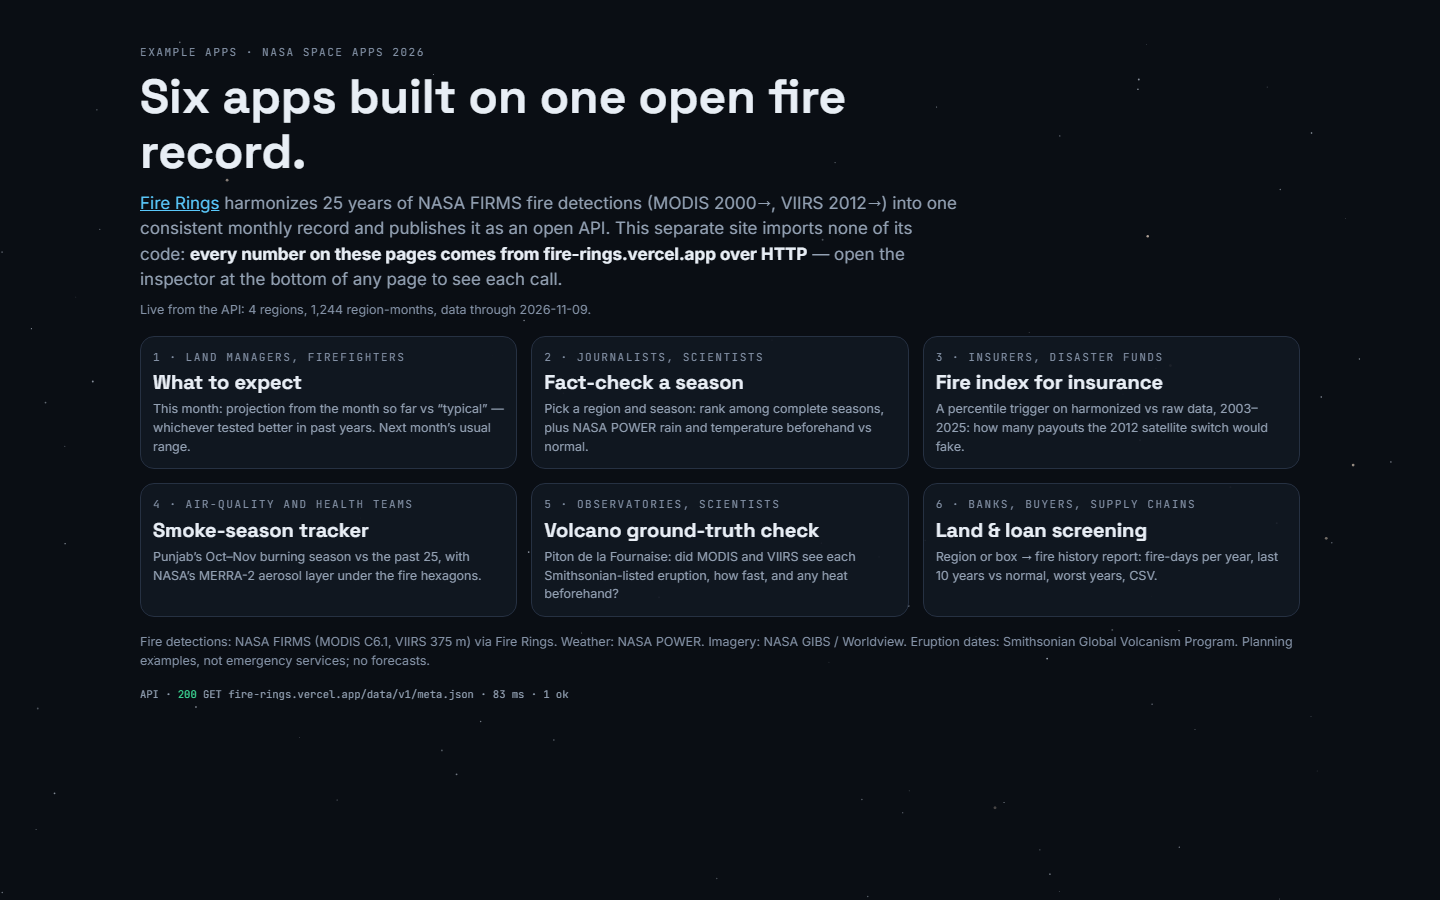 EXAMPLE APPS · NASA SPACE APPS 2026
Six apps built on one open fire
record.
Fire Rings harmonizes 25 years of NASA FIRMS fire detections (MODIS 2000→, VIIRS 2012→) into one
consistent monthly record and publishes it as an open API. This separate site imports none of its
code: every number on these pages comes from fire-rings.vercel.app over HTTP — open the
inspector at the bottom of any page to see each call.
Live from the API: 4 regions, 1,244 region-months, data through 2026-11-09.
1 · LAND MANAGERS, FIREFIGHTERS
What to expect
This month: projection from the month so far vs “typical” —
whichever tested better in past years. Next month’s usual
range.
2 · JOURNALISTS, SCIENTISTS
Fact-check a season
Pick a region and season: rank among complete seasons,
plus NASA POWER rain and temperature beforehand vs
normal.
3 · INSURERS, DISASTER FUNDS
Fire index for insurance
A percentile trigger on harmonized vs raw data, 2003–
2025: how many payouts the 2012 satellite switch would
fake.
4 · AIR-QUALITY AND HEALTH TEAMS
Smoke-season tracker
Punjab’s Oct–Nov burning season vs the past 25, with
NASA’s MERRA-2 aerosol layer under the fire hexagons.
5 · OBSERVATORIES, SCIENTISTS
Volcano ground-truth check
Piton de la Fournaise: did MODIS and VIIRS see each
Smithsonian-listed eruption, how fast, and any heat
beforehand?
6 · BANKS, BUYERS, SUPPLY CHAINS
Land & loan screening
Region or box → fire history report: fire-days per year, last
10 years vs normal, worst years, CSV.
Fire detections: NASA FIRMS (MODIS C6.1, VIIRS 375 m) via Fire Rings. Weather: NASA POWER. Imagery: NASA GIBS / Worldview. Eruption dates: Smithsonian Global Volcanism Program. Planning
examples, not emergency services; no forecasts.
API · 200 GET fire-rings.vercel.app/data/v1/meta.json · 83 ms · 1 ok